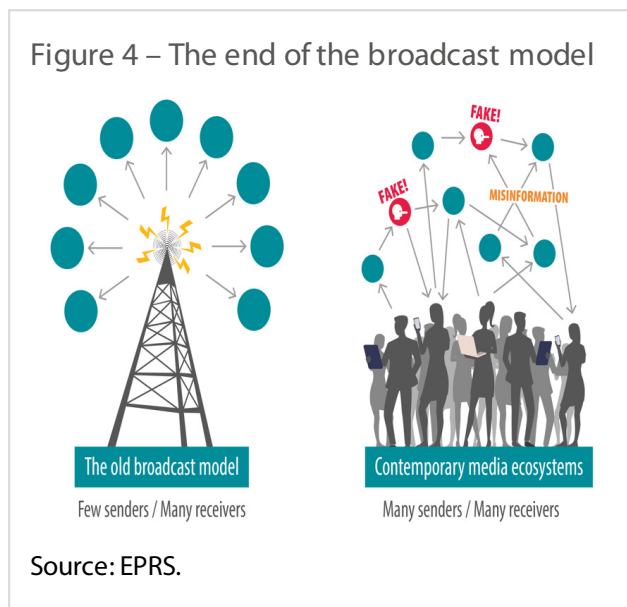 Figure 4 – The end of the broadcast model
FAKE!
FAKE!
MISINFORMATION
The old broadcast model
Few senders / Many receivers
Contemporary media ecosystems
Many senders / Many receivers
Source: EPRS.